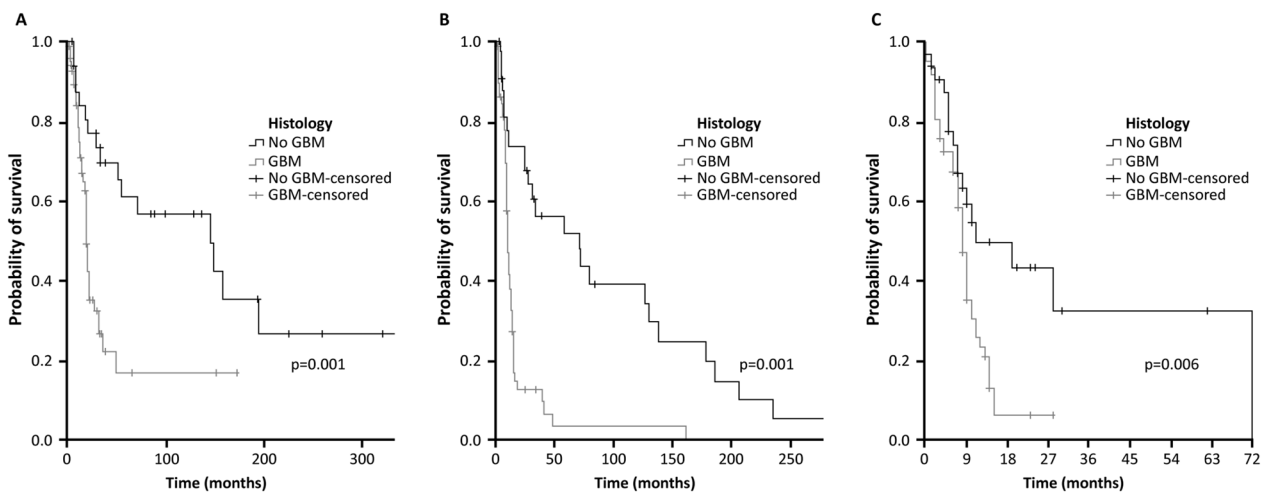 A
Probability of survival
1.0
0.8
0.6
0.4
0.2
0.0
0 100 200 300
Time (months)
Histology
No GBM
GBM
No GBM-censored
GBM-censored
p=0.001
B
Probability of survival
1.0
0.8
0.6
0.4
0.2
0.0
0 50 100 150 200 250
Time (months)
Histology
No GBM
GBM
No GBM-censored
GBM-censored
p=0.001
C
Probability of survival
1.0
0.8
0.6
0.4
0.2
0.0
0 9 18 27 36 45 54 63 72
Time (months)
Histology
No GBM
GBM
No GBM-censored
GBM-censored
p=0.006